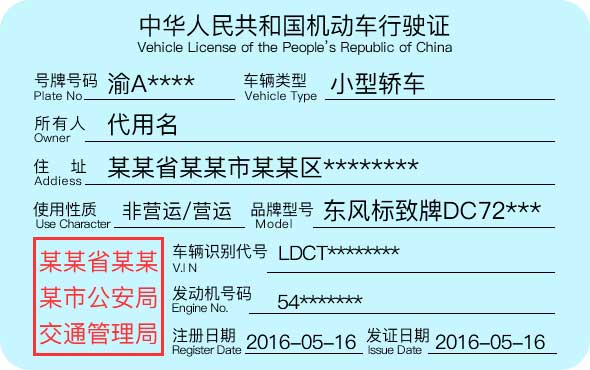 中华人民共和国机动车行驶证
Vehicle License of the People's Republic of China
号牌号码 渝A**** 车辆类型 小型轿车
Plate No Vehicle Type
所有人 代用名
Owner
住 址 某某省某某市某某区********
Addiess
使用性质 非营运/营运 品牌型号 东风标致牌DC72***
Use Character Model
某某省某某
某市公安局
交通管理局
车辆识别代号 LDCT********
V.I N
发动机号码 54*******
Engine No.
注册日期 2016-05-16 发证日期 2016-05-16
Register Date Issue Date